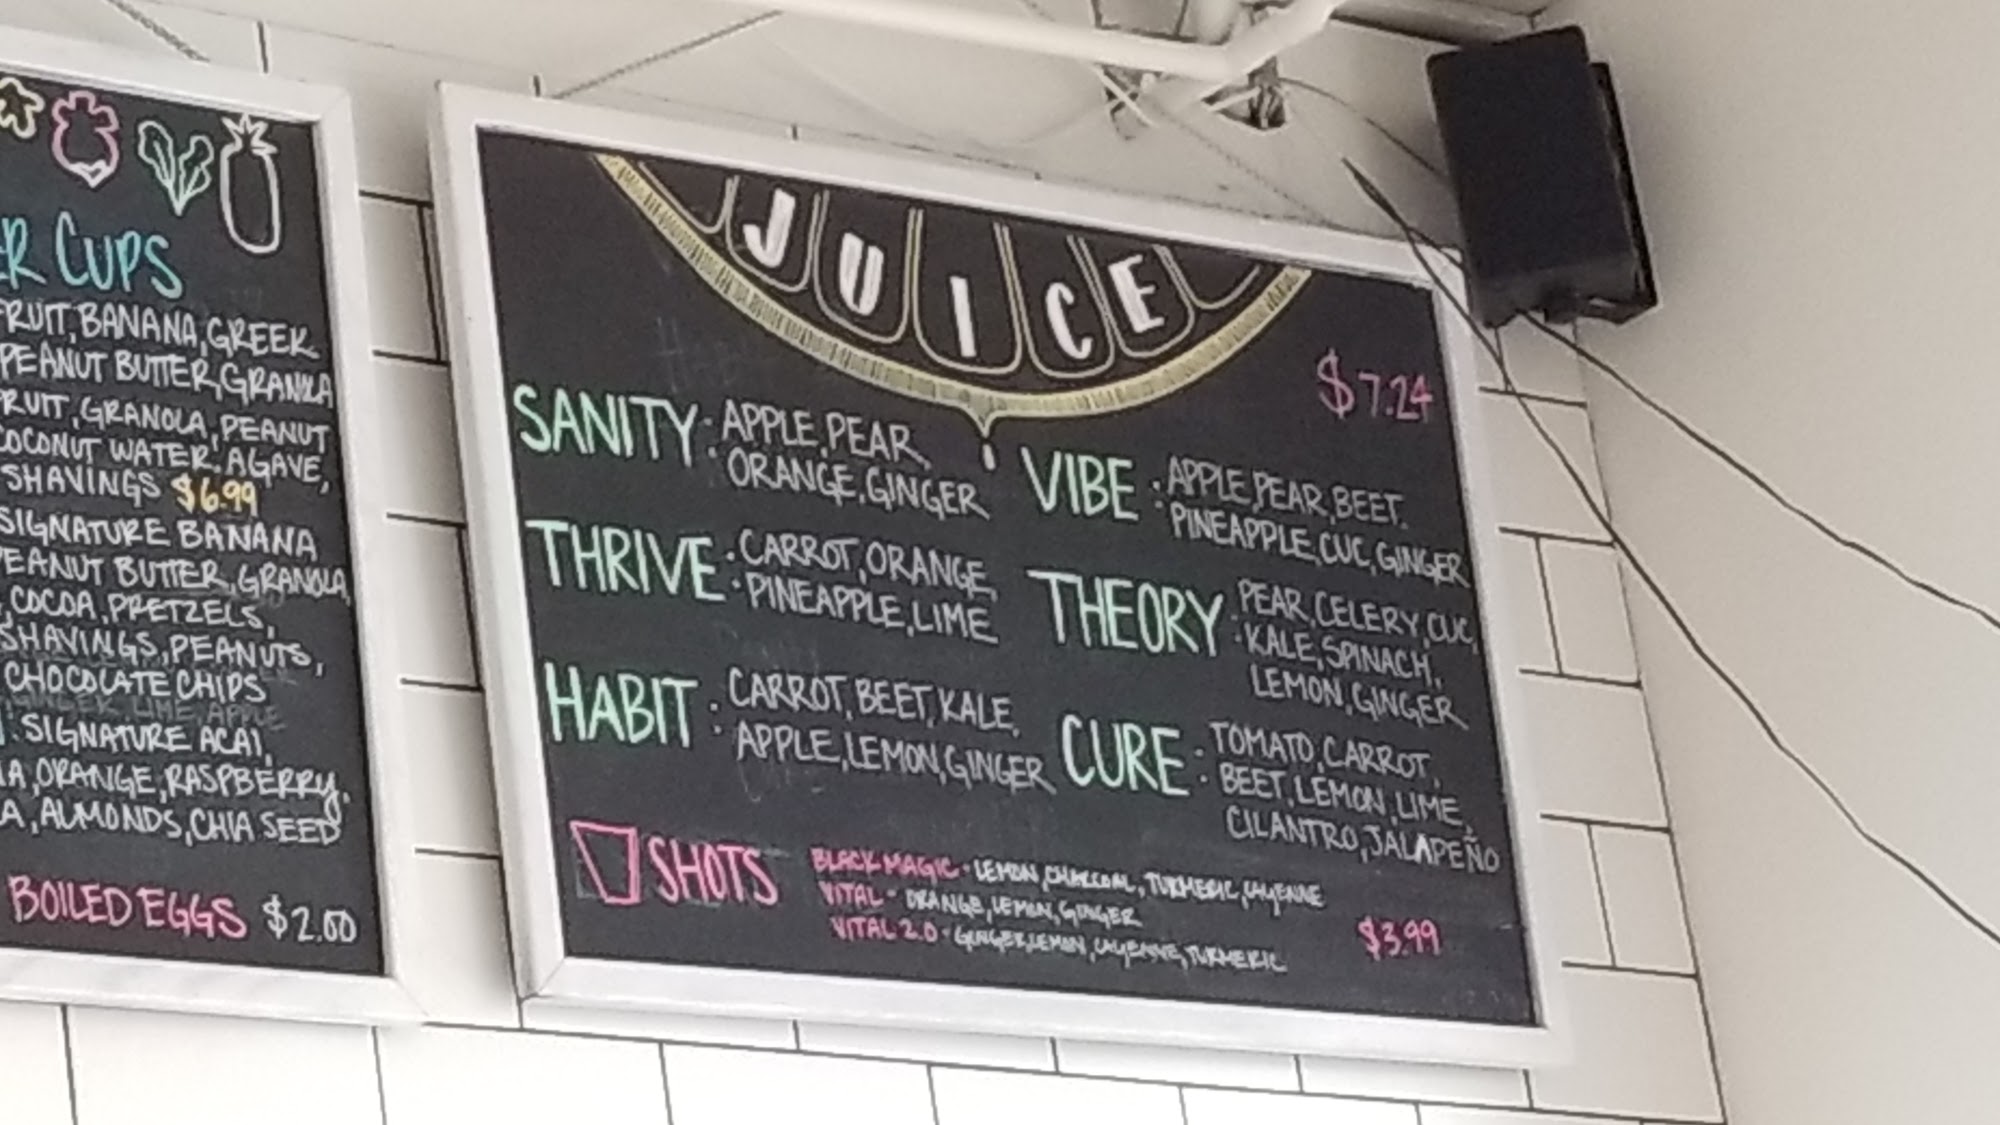 CUPS
FRUIT, BANANA, GREEK
PEANUT BUTTER, GRANOLA
FRUIT, GRANOLA, PEANUT
COCONUT WATER, AGAVE,
SHAVINGS $6.99
SIGNATURE BANANA
PEANUT BUTTER, GRANOLA,
COCOA, PRETZELS,
SHAVINGS, PEANUTS,
CHOCOLATE CHIPS
SIGNATURE ACAI,
ORANGE, RASPBERRY,
ALMONDS, CHIA SEED
BOILED EGGS $2.00
JUICE
$7.24
SANITY: APPLE, PEAR,
ORANGE, GINGER
THRIVE: CARROT, ORANGE,
PINEAPPLE, LIME
HABIT: CARROT, BEET, KALE,
APPLE, LEMON, GINGER
VIBE: APPLE, PEAR, BEET,
PINEAPPLE, CUC, GINGER
THEORY: PEAR, CELERY, CUC,
KALE, SPINACH,
LEMON, GINGER
CURE: TOMATO, CARROT,
BEET, LEMON, LIME,
CILANTRO, JALAPEÑO
SHOTS
BLACK MAGIC - LEMON, CHARCOAL, TURMERIC, CAYENNE
VITAL - ORANGE, LEMON, GINGER
VITAL 2.0 - GINGER, LEMON, CAYENNE, TURMERIC
$3.99